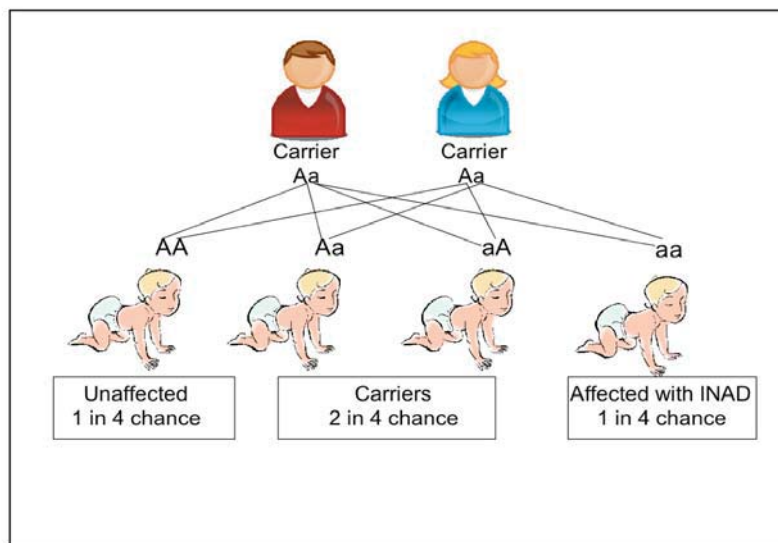 Carrier
Carrier
Aa
Aa
AA
Aa
aA
aa
Unaffected
1 in 4 chance
Carriers
2 in 4 chance
Affected with INAD
1 in 4 chance